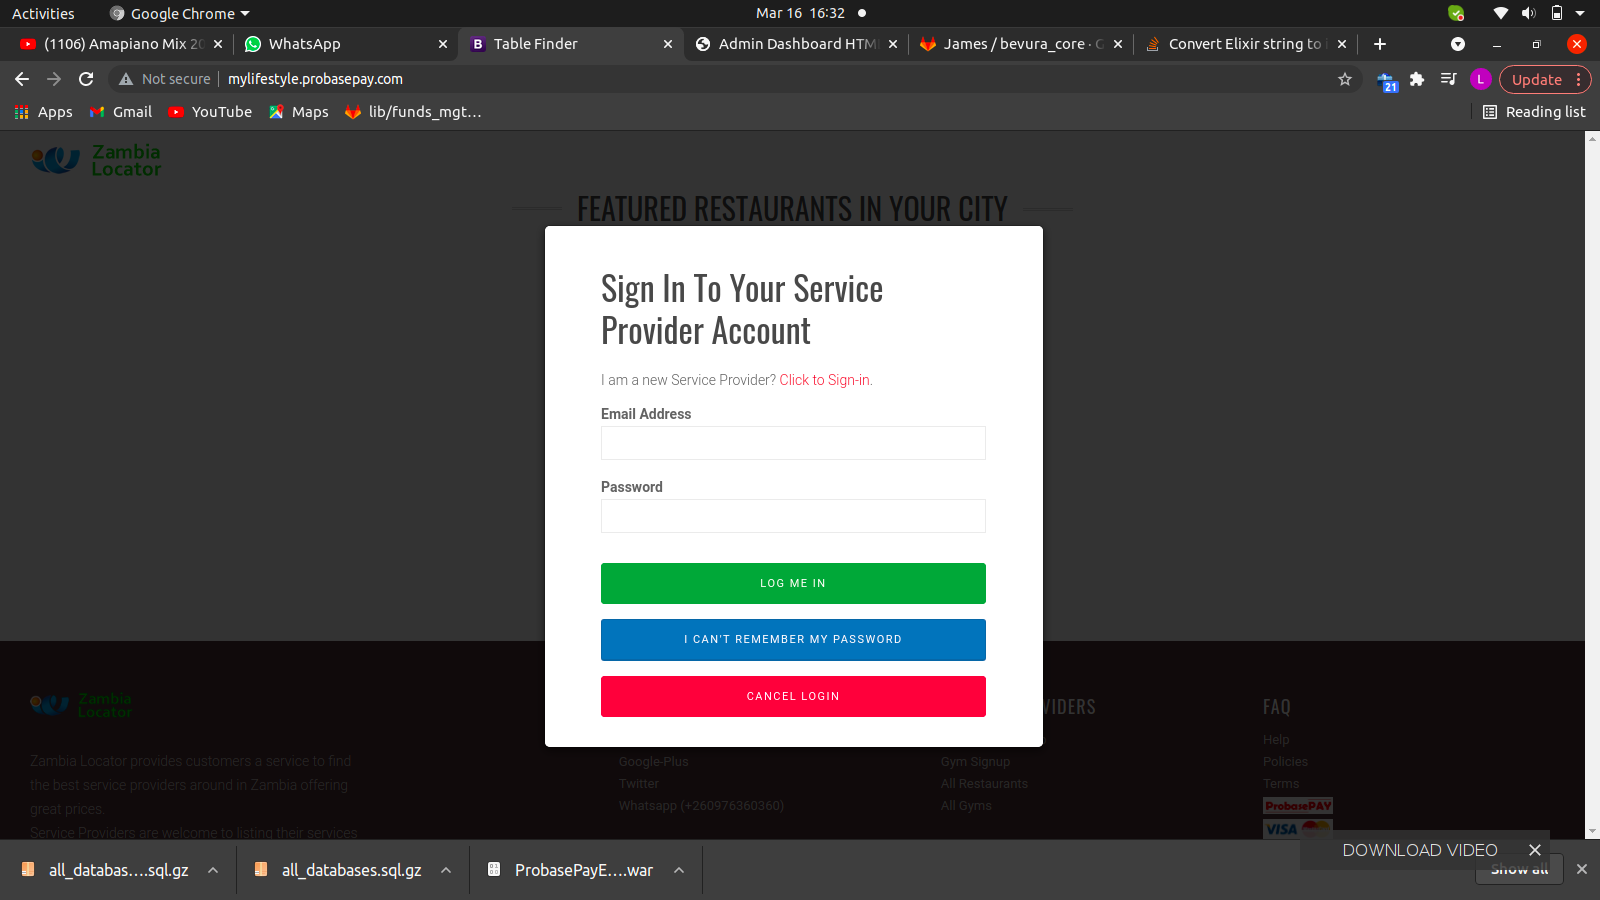 Activities
Google Chrome
Mar 16 16:32
(1106) Amapiano Mix 20
WhatsApp
Table Finder
Admin Dashboard HTM
James / bevura_core · G
Convert Elixir string to i
Not secure
mylifestyle.probasepay.com
21
L
Update
Apps
Gmail
YouTube
Maps
lib/funds_mgt…
Reading list
Zambia
Locator
FEATURED RESTAURANTS IN YOUR CITY
Sign In To Your Service
Provider Account
I am a new Service Provider? Click to Sign-in.
Email Address
Password
LOG ME IN
I CAN'T REMEMBER MY PASSWORD
CANCEL LOGIN
Zambia
Locator
Zambia Locator provides customers a service to find
the best service providers around in Zambia offering
great prices.
Service Providers are welcome to listing their services
Google-Plus
Twitter
Whatsapp (+260976360360)
VIDERS
Gym Signup
All Restaurants
All Gyms
FAQ
Help
Policies
Terms
ProbasePAY
VISA
DOWNLOAD VIDEO
Show all
all_databas….sql.gz
all_databases.sql.gz
ProbasePayE….war